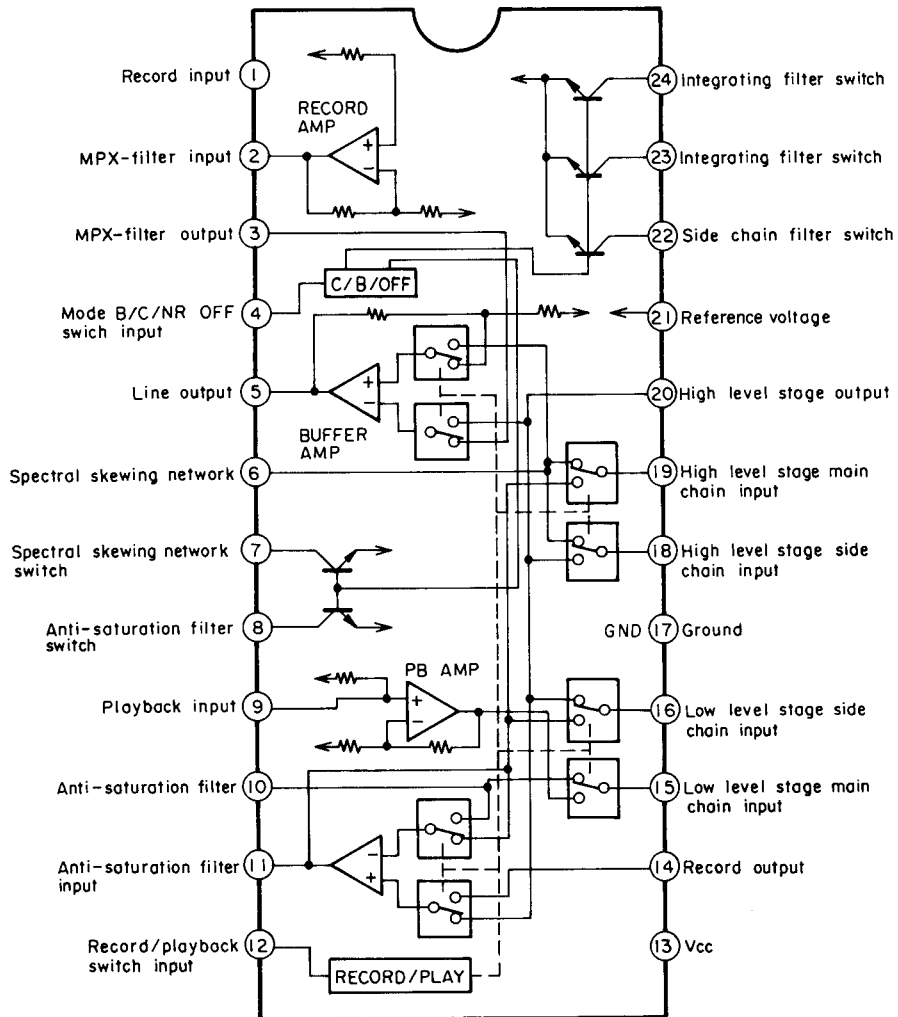 Record input
1
MPX-filter input
2
MPX-filter output
3
Mode B/C/NR OFF
swich input
4
Line output
5
Spectral skewing network
6
Spectral skewing network
switch
7
Anti-saturation filter
switch
8
Playback input
9
Anti-saturation filter
10
Anti-saturation filter
input
11
Record/playback
switch input
12
RECORD
AMP
+
−
C/B/OFF
+
−
BUFFER
AMP
PB AMP
+
−
−
+
RECORD/PLAY
24
Integrating filter switch
23
Integrating filter switch
22
Side chain filter switch
21
Reference voltage
20
High level stage output
19
High level stage main
chain input
18
High level stage side
chain input
GND
17
Ground
16
Low level stage side
chain input
15
Low level stage main
chain input
14
Record output
13
Vcc